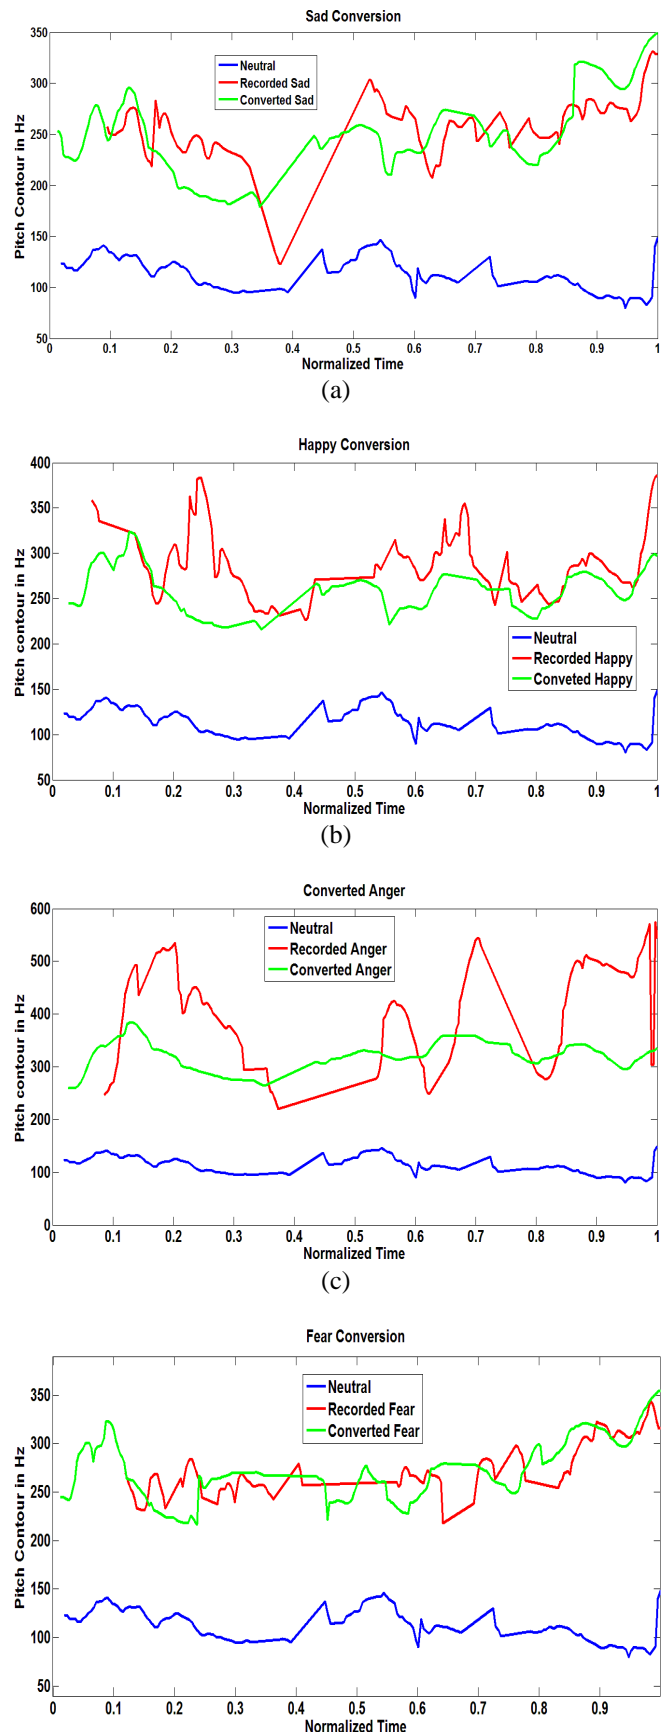 Sad Conversion
Pitch Contour in Hz
350
300
250
200
150
100
50
Neutral
Recorded Sad
Converted Sad
0 0.1 0.2 0.3 0.4 0.5 0.6 0.7 0.8 0.9 1
Normalized Time
(a)
Happy Conversion
Pitch contour in Hz
400
350
300
250
200
150
100
50
Neutral
Recorded Happy
Conveted Happy
0 0.1 0.2 0.3 0.4 0.5 0.6 0.7 0.8 0.9 1
Normalized Time
(b)
Converted Anger
Pitch contour in Hz
600
500
400
300
200
100
0
Neutral
Recorded Anger
Converted Anger
0 0.1 0.2 0.3 0.4 0.5 0.6 0.7 0.8 0.9 1
Normalized Time
(c)
Fear Conversion
Pitch Contour in Hz
350
300
250
200
150
100
50
Neutral
Recorded Fear
Converted Fear
0 0.1 0.2 0.3 0.4 0.5 0.6 0.7 0.8 0.9
Normalized Time